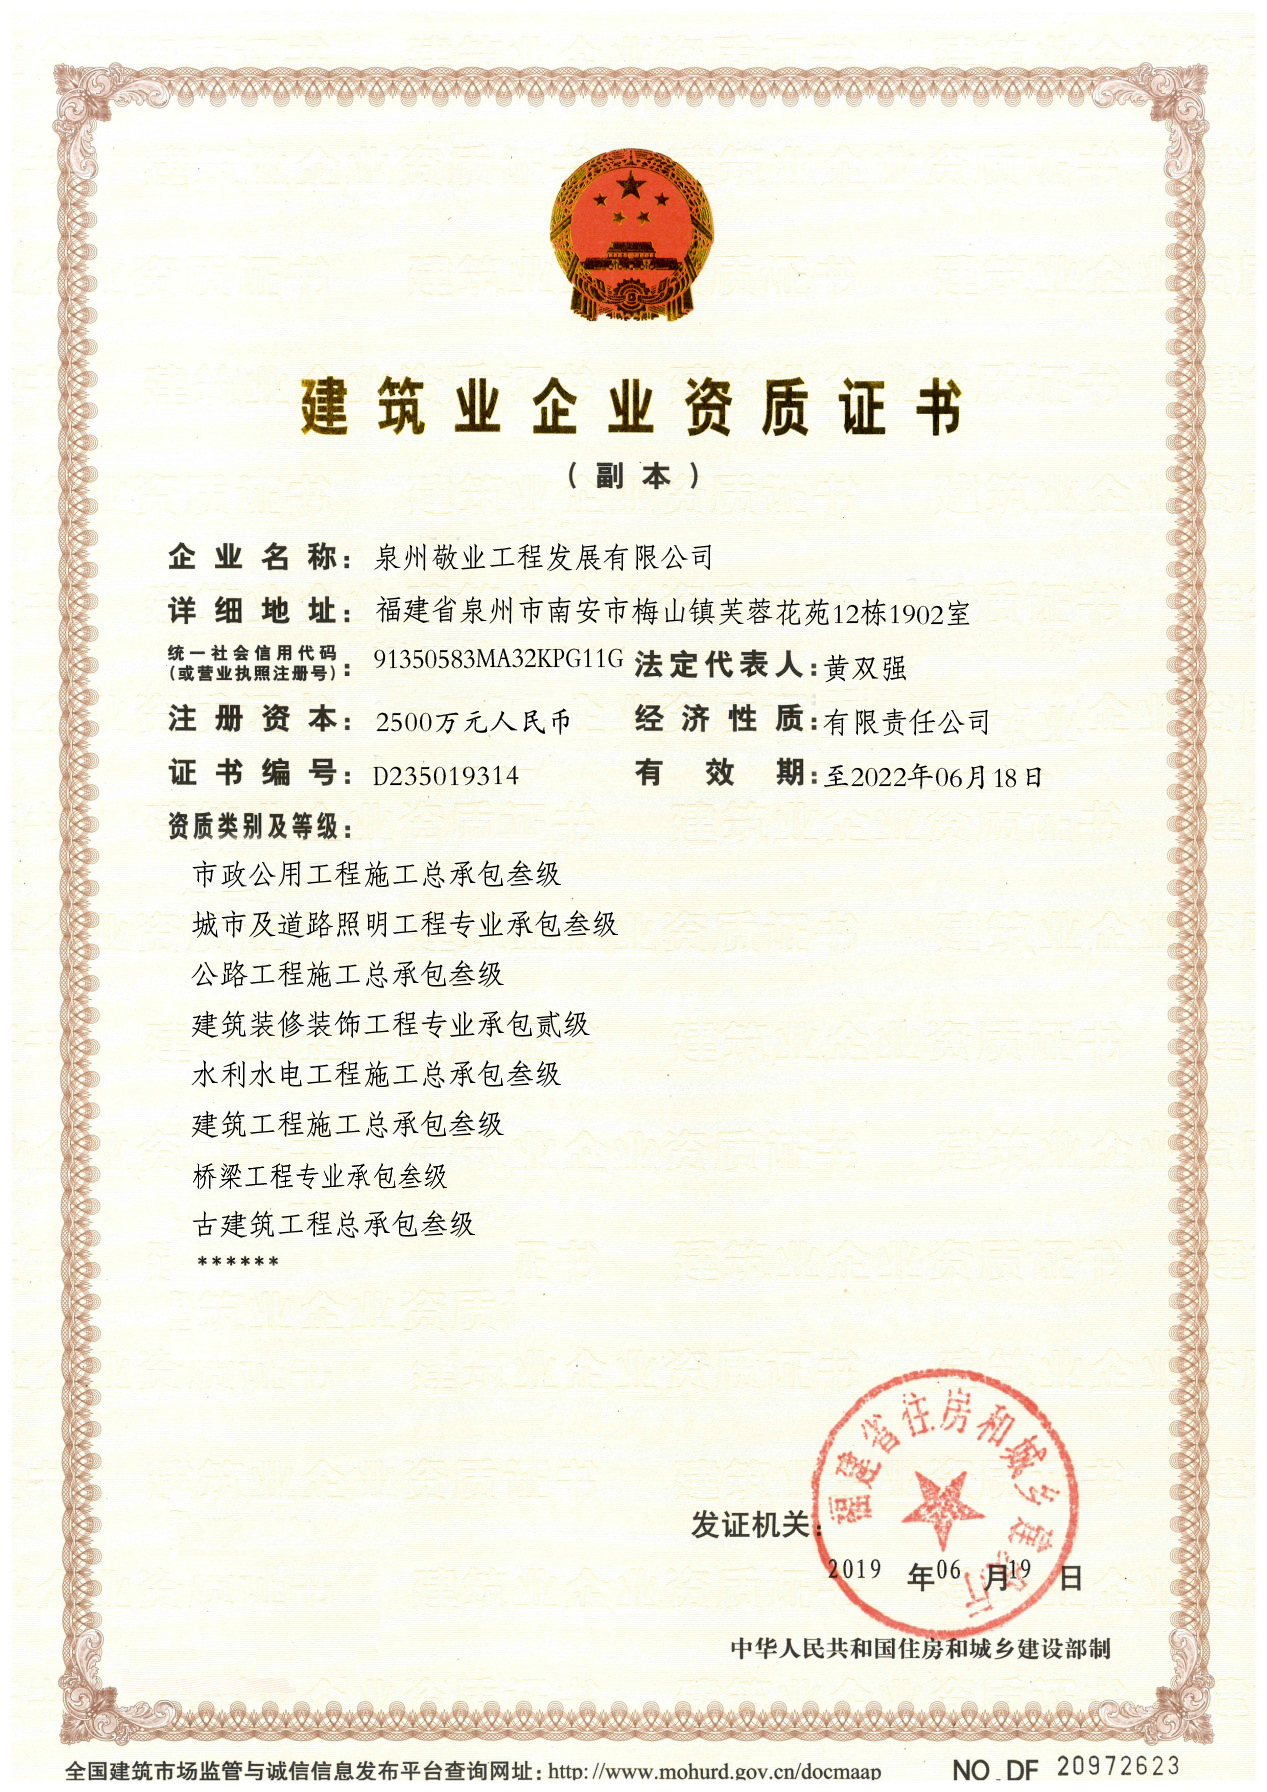 建筑业企业资质证书
（副本）
企业名称：泉州敬业工程发展有限公司
详细地址：福建省泉州市南安市梅山镇芙蓉花苑12栋1902室
统一社会信用代码
(或营业执照注册号)：91350583MA32KPG11G 法定代表人：黄双强
注册资本：2500万元人民币 经济性质：有限责任公司
证书编号：D235019314 有效期：至2022年06月18日
资质类别及等级：
市政公用工程施工总承包叁级
城市及道路照明工程专业承包叁级
公路工程施工总承包叁级
建筑装修装饰工程专业承包贰级
水利水电工程施工总承包叁级
建筑工程施工总承包叁级
桥梁工程专业承包叁级
古建筑工程总承包叁级
******
福建省住房和城乡建设厅
发证机关：
2019 年06 月19 日
中华人民共和国住房和城乡建设部制
全国建筑市场监管与诚信信息发布平台查询网址：http://www.mohurd.gov.cn/docmaap
NO.DF 20972623